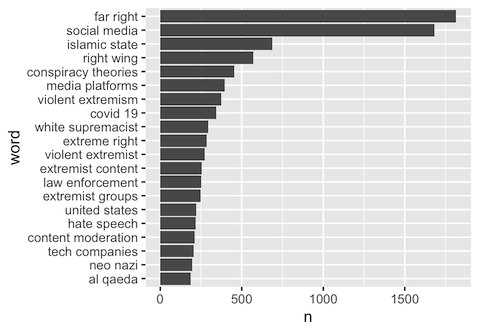 far right
social media
islamic state
right wing
conspiracy theories
media platforms
violent extremism
covid 19
white supremacist
extreme right
violent extremist
extremist content
law enforcement
extremist groups
united states
hate speech
content moderation
tech companies
neo nazi
al qaeda
word
0 500 1000 1500
n